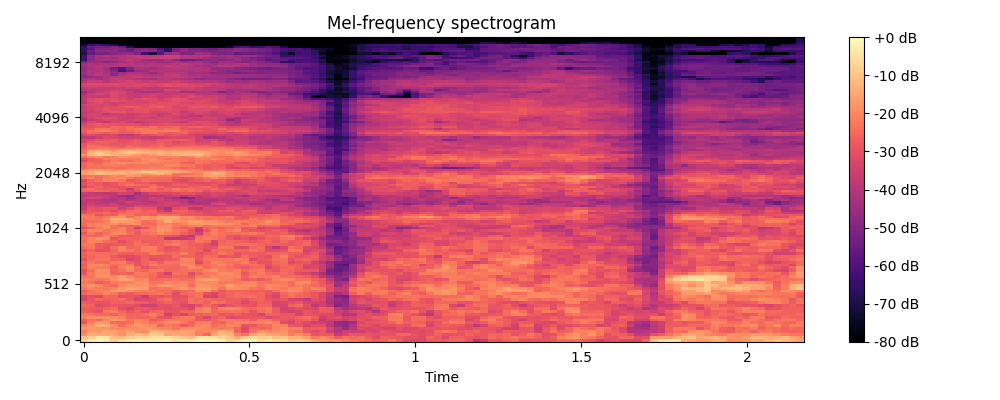 Mel-frequency spectrogram
Hz
8192
4096
2048
1024
512
0
0
0.5
1
1.5
2
Time
+0 dB
-10 dB
-20 dB
-30 dB
-40 dB
-50 dB
-60 dB
-70 dB
-80 dB